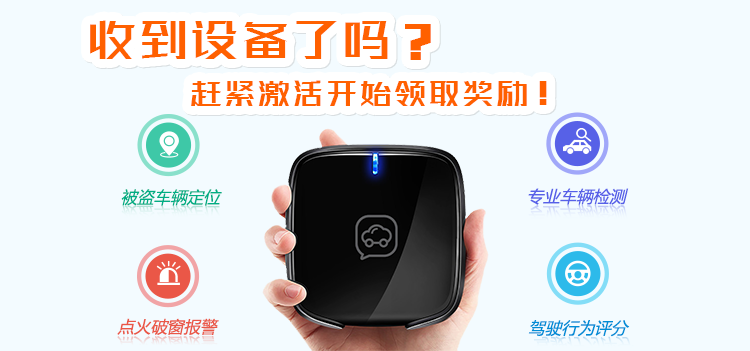 收到设备了吗？
赶紧激活开始领取奖励！
被盗车辆定位
专业车辆检测
点火破窗报警
驾驶行为评分